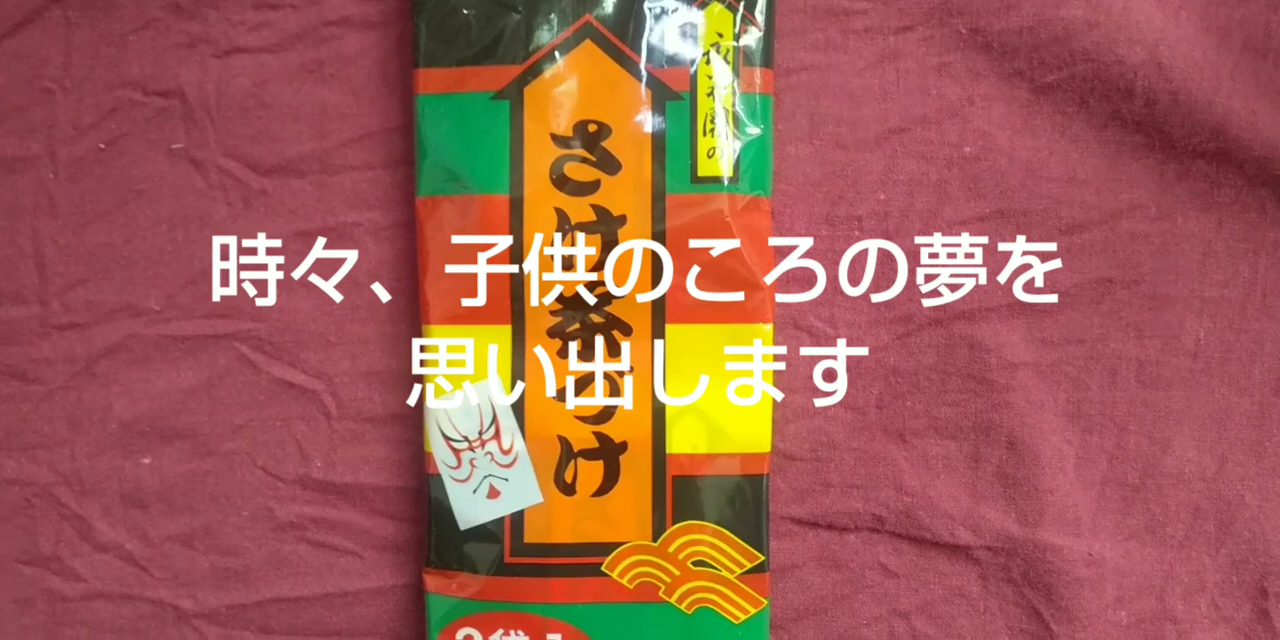 時々、子供のころの夢を
思い出します
永谷園の
さけ茶づけ